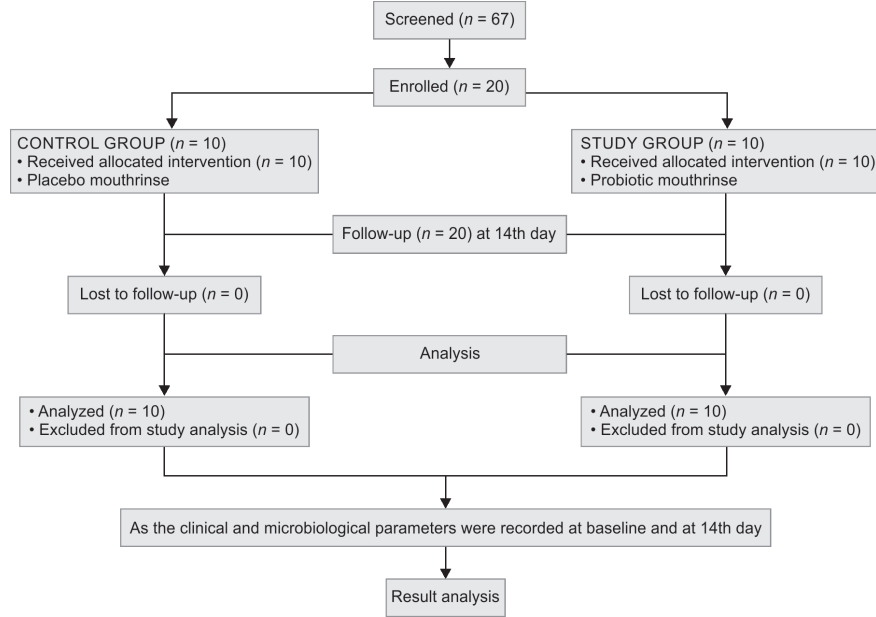 Screened (n = 67)
Enrolled (n = 20)
CONTROL GROUP (n = 10)
• Received allocated intervention (n = 10)
• Placebo mouthrinse
STUDY GROUP (n = 10)
• Received allocated intervention (n = 10)
• Probiotic mouthrinse
Follow-up (n = 20) at 14th day
Lost to follow-up (n = 0)
Lost to follow-up (n = 0)
Analysis
• Analyzed (n = 10)
• Excluded from study analysis (n = 0)
• Analyzed (n = 10)
• Excluded from study analysis (n = 0)
As the clinical and microbiological parameters were recorded at baseline and at 14th day
Result analysis